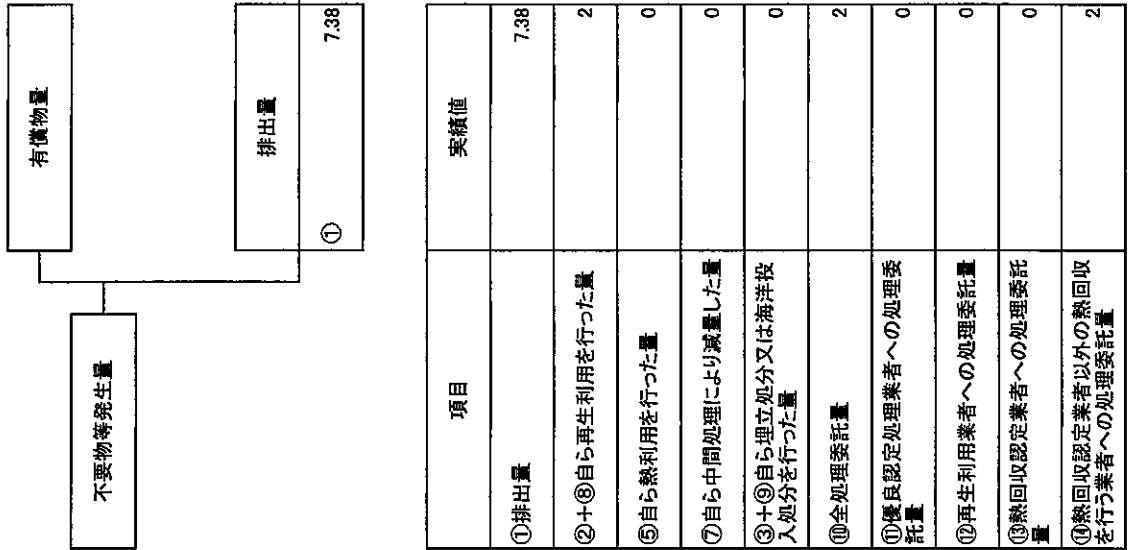 不要物等発生量
有償物量
排出量
① 7.38
項目 実績値
①排出量 7.38
②+⑧自ら再生利用を行った量 2
⑤自ら熱利用を行った量 0
⑦自ら中間処理により減量した量 0
③+⑨自ら埋立処分又は海洋投
入処分を行った量 0
⑩全処理委託量 2
⑪優良認定処理業者への処理委
託量 0
⑫再生利用業者への処理委託量 0
⑬熱回収認定業者への処理委託
量 0
⑭熱回収認定業者以外の熱回収
を行う業者への処理委託量 2